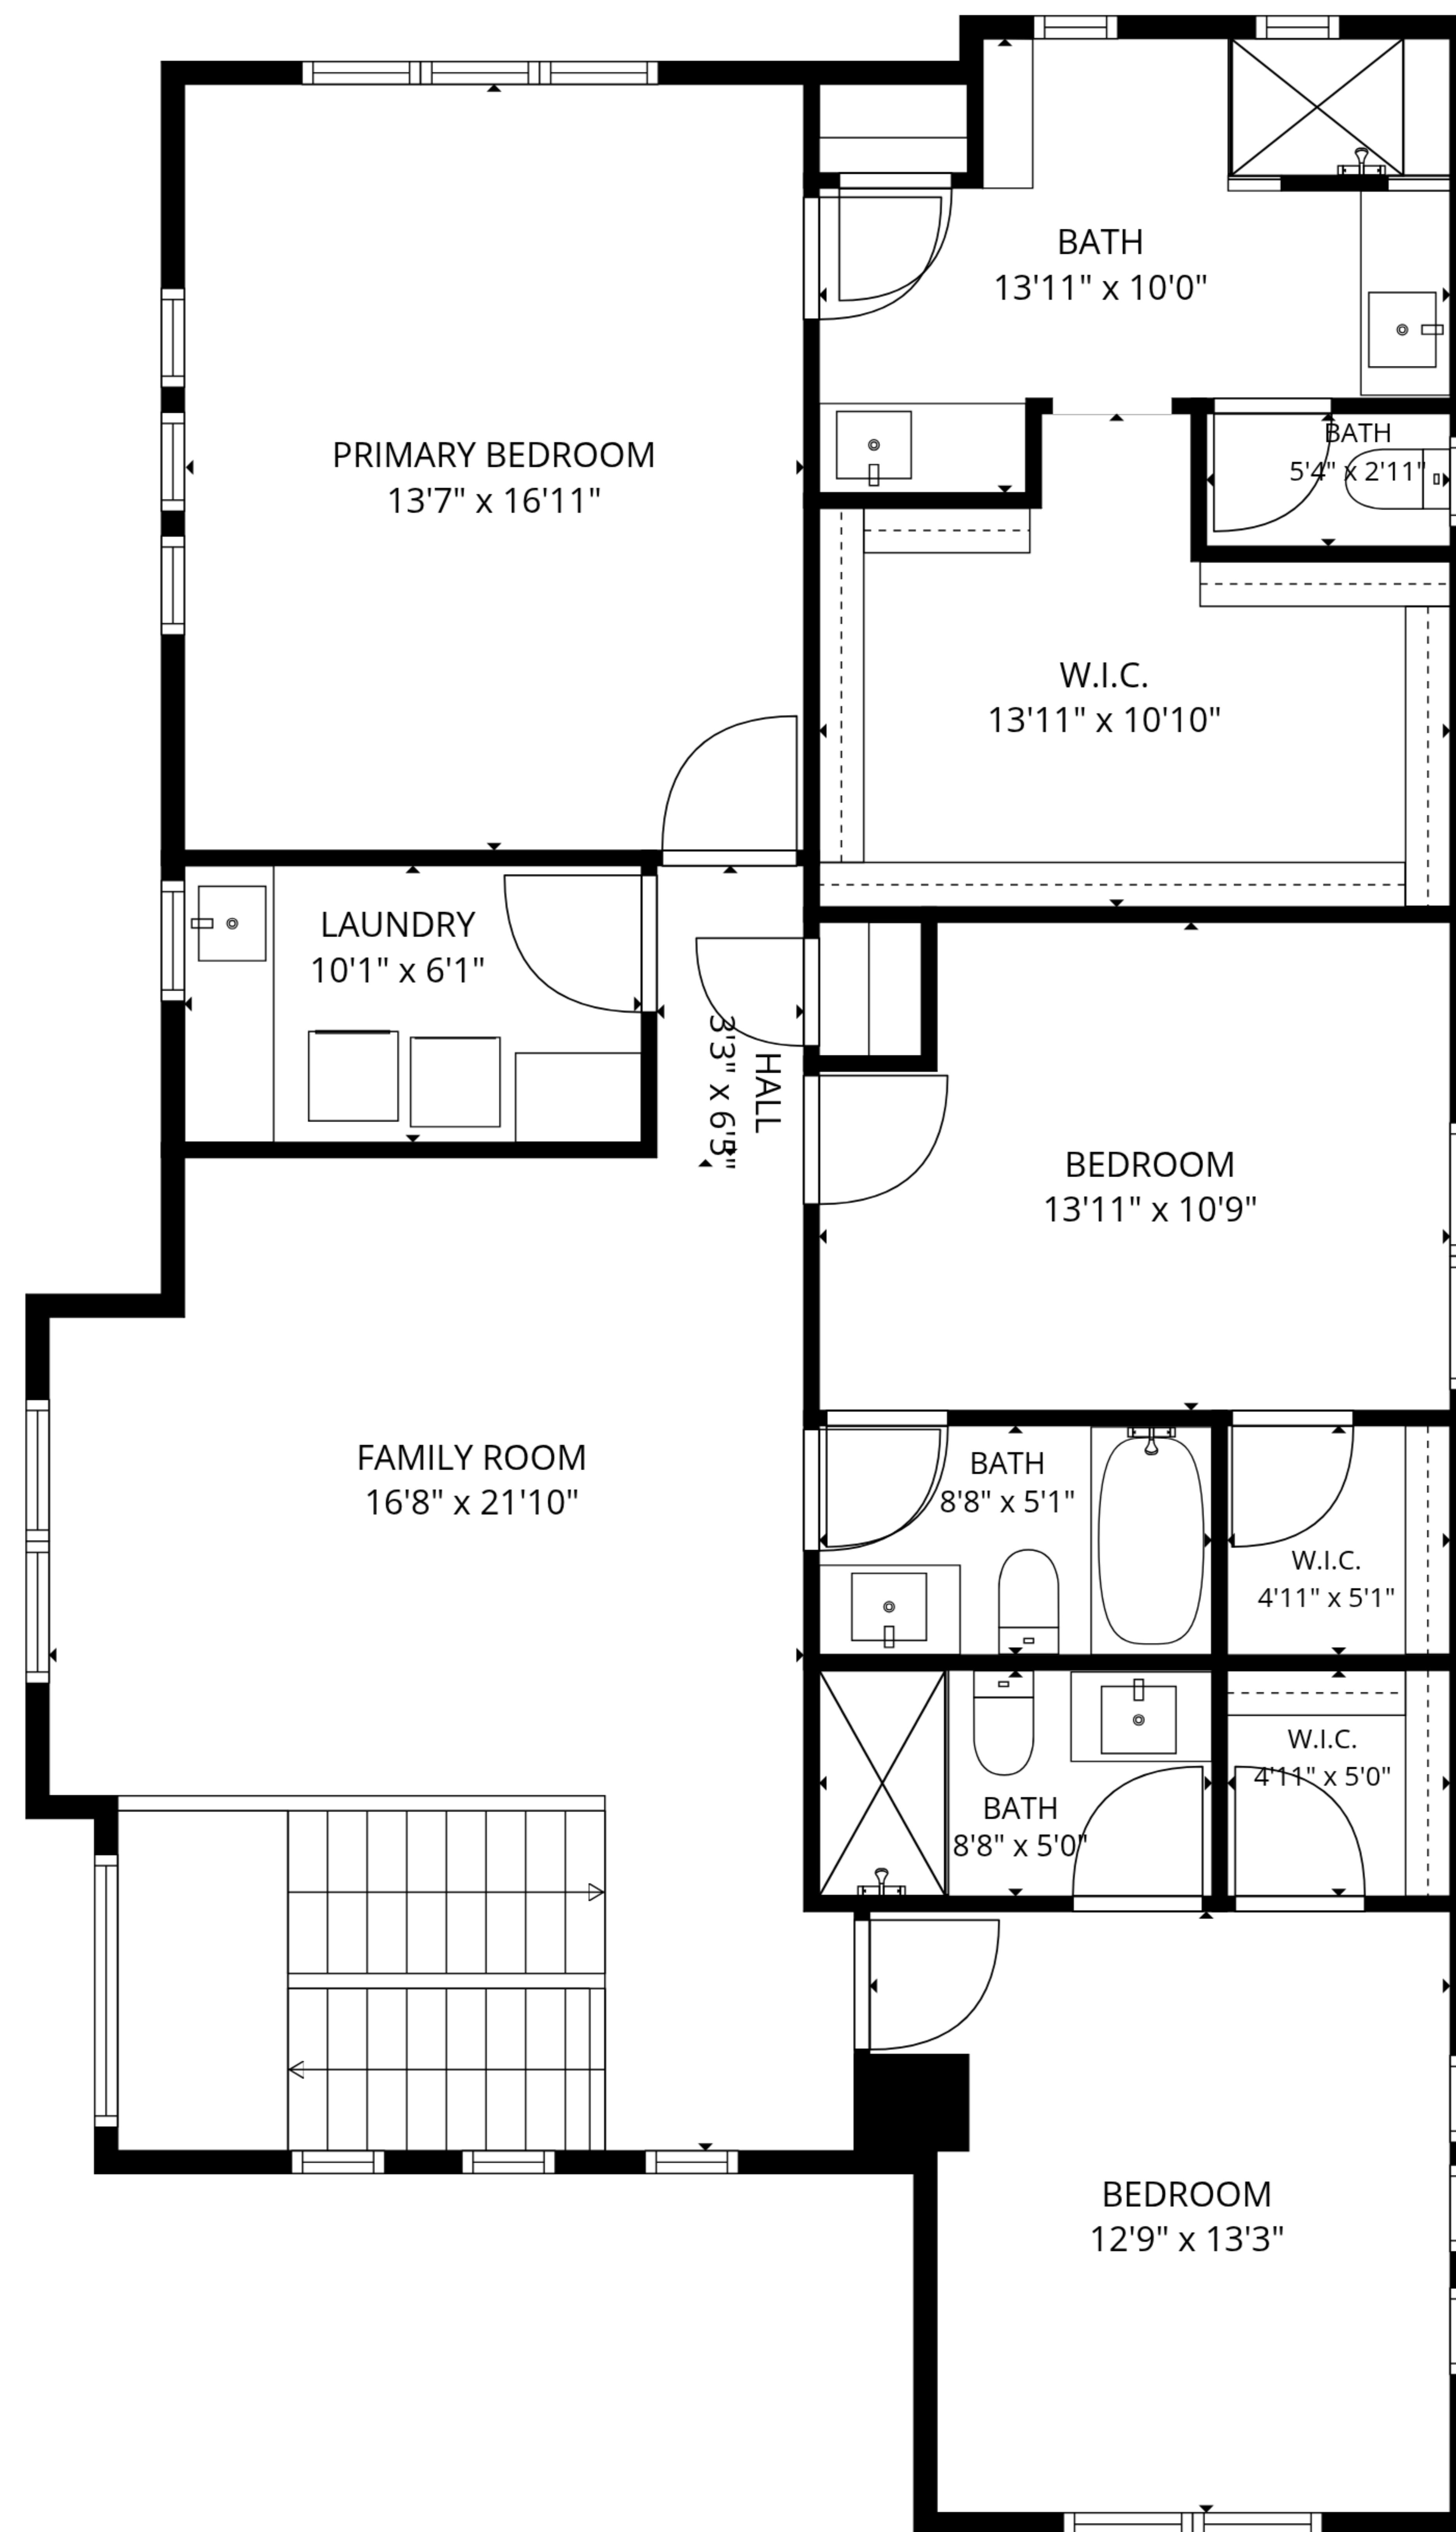 BATH
13'11" x 10'0"
BATH
5'4" x 2'11"
PRIMARY BEDROOM
13'7" x 16'11"
W.I.C.
13'11" x 10'10"
LAUNDRY
10'1" x 6'1"
HALL
3'3" x 6'5"
BEDROOM
13'11" x 10'9"
FAMILY ROOM
16'8" x 21'10"
BATH
8'8" x 5'1"
W.I.C.
4'11" x 5'1"
W.I.C.
4'11" x 5'0"
BATH
8'8" x 5'0"
BEDROOM
12'9" x 13'3"